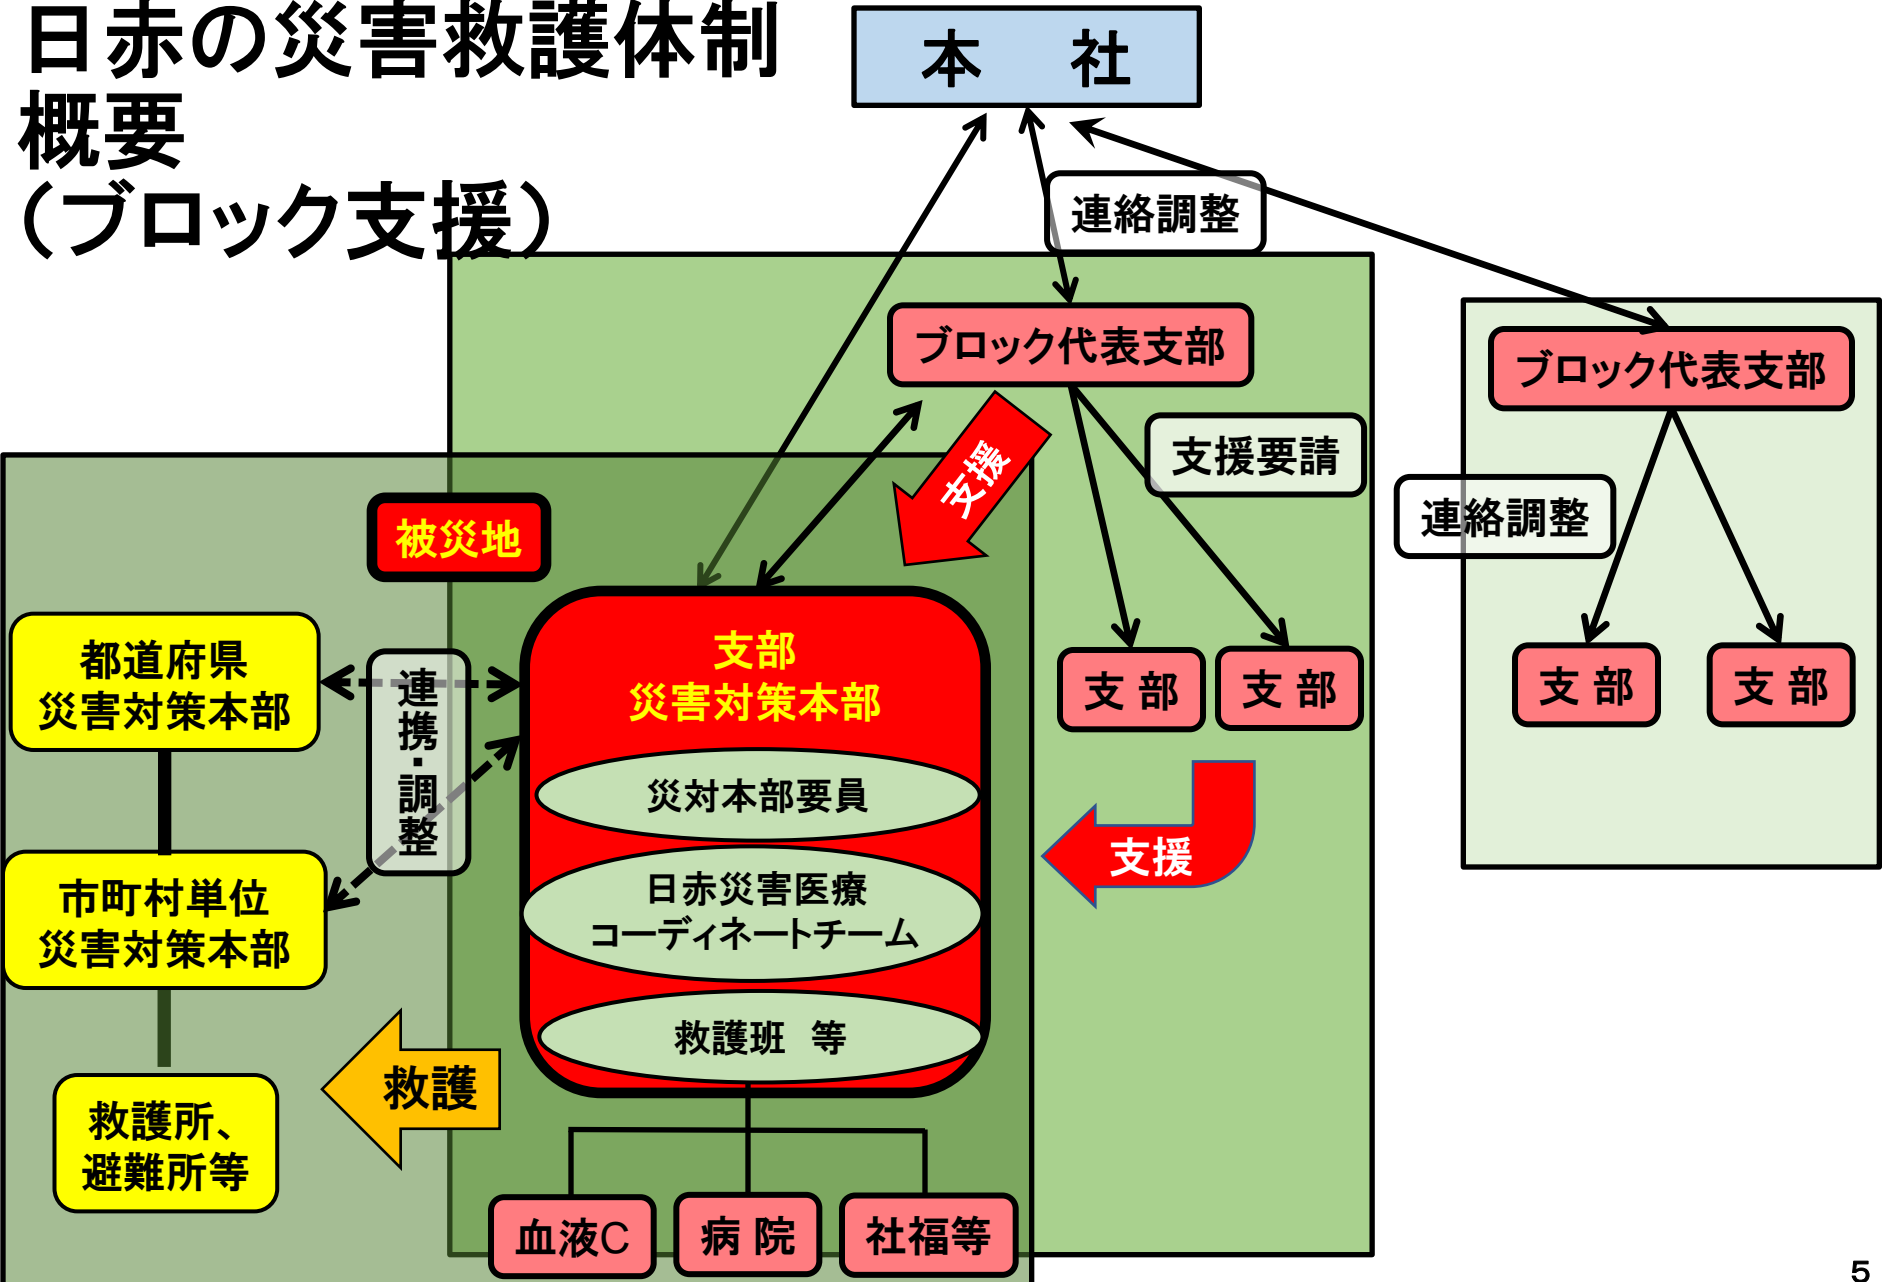 日赤の災害救護体制
概要
（ブロック支援）
本　社
連絡調整
ブロック代表支部
ブロック代表支部
支援
支援要請
連絡調整
被災地
都道府県
災害対策本部
連携・調整
支部
災害対策本部
支 部
支 部
支 部
支 部
災対本部要員
支援
市町村単位
災害対策本部
日赤災害医療
コーディネートチーム
救護班　等
救護
救護所、
避難所等
血液C
病 院
社福等
5